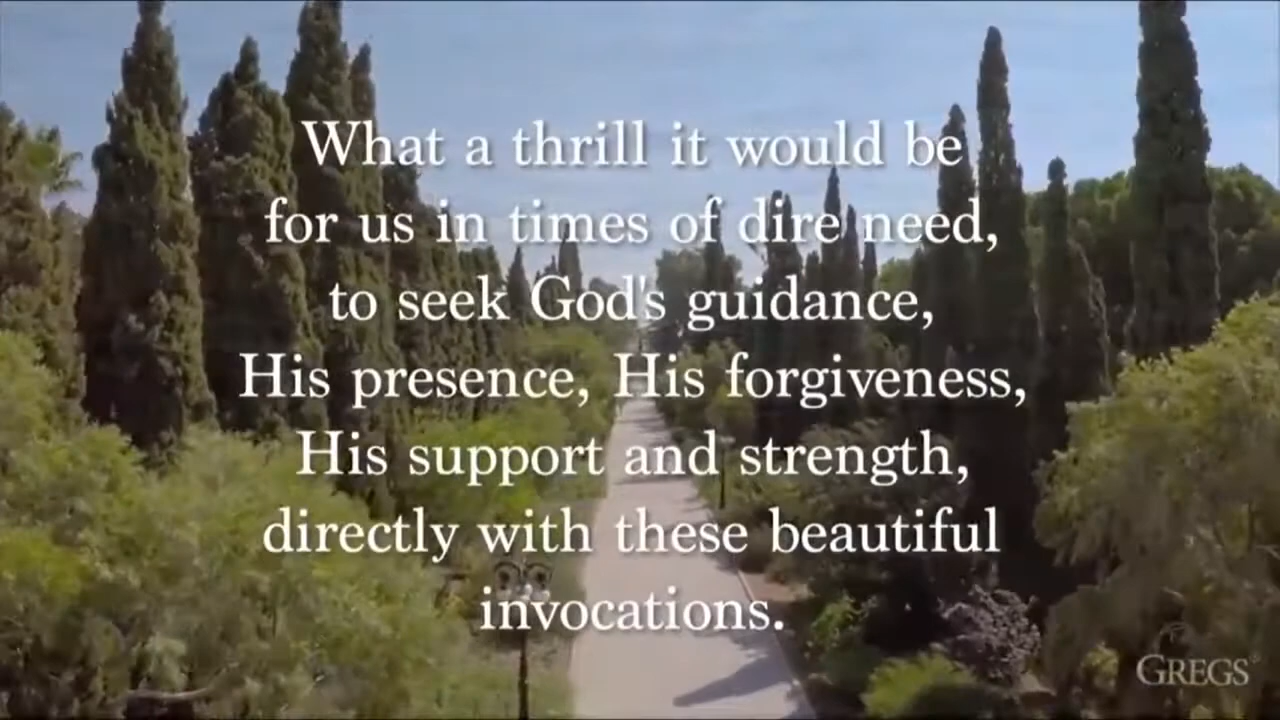 What a thrill it would be
for us in times of dire need,
to seek God's guidance,
His presence, His forgiveness,
His support and strength,
directly with these beautiful
invocations.
GREGS